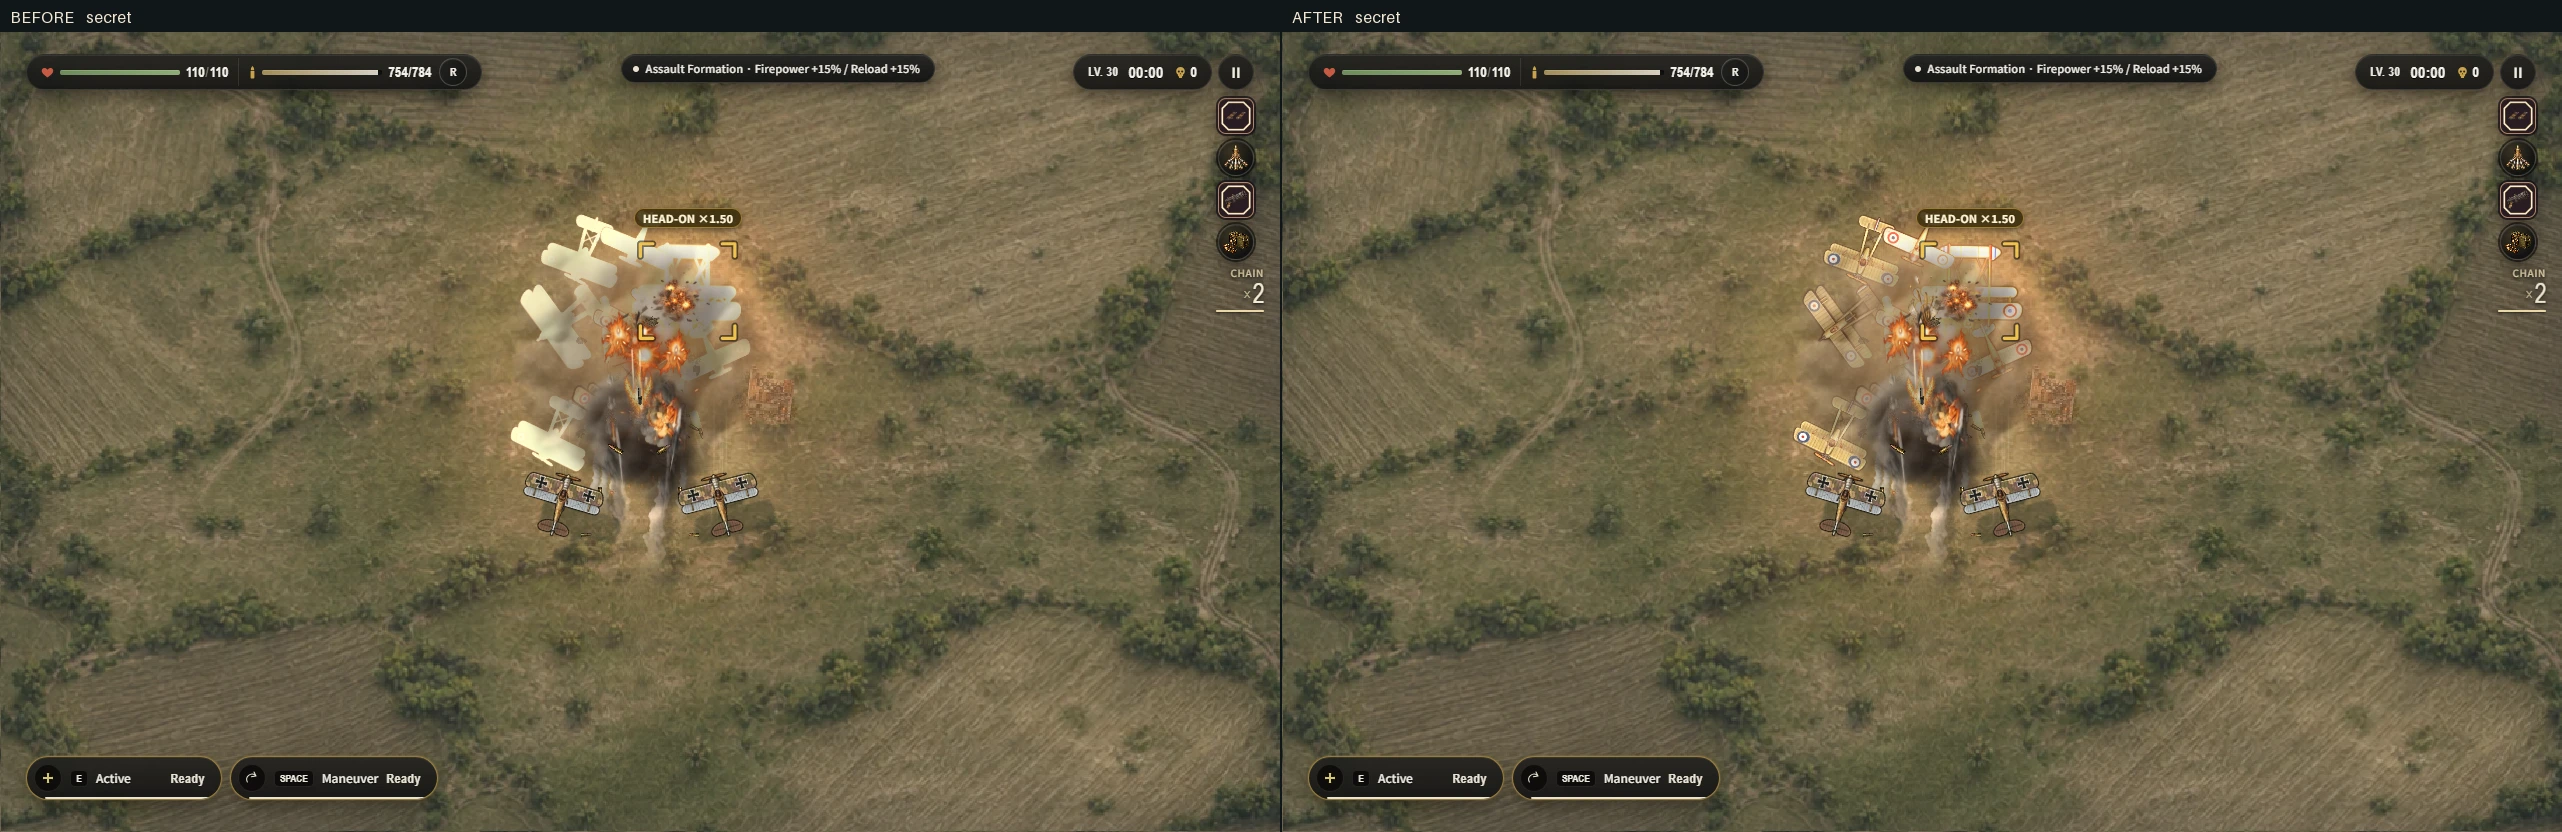 BEFORE secret
110/110
754/784
R
Assault Formation · Firepower +15% / Reload +15%
LV. 30 00:00 0
HEAD-ON ×1.50
CHAIN
×2
E Active Ready
SPACE Maneuver Ready
AFTER secret
110/110
754/784
R
Assault Formation · Firepower +15% / Reload +15%
LV. 30 00:00 0
HEAD-ON ×1.50
CHAIN
×2
E Active Ready
SPACE Maneuver Ready